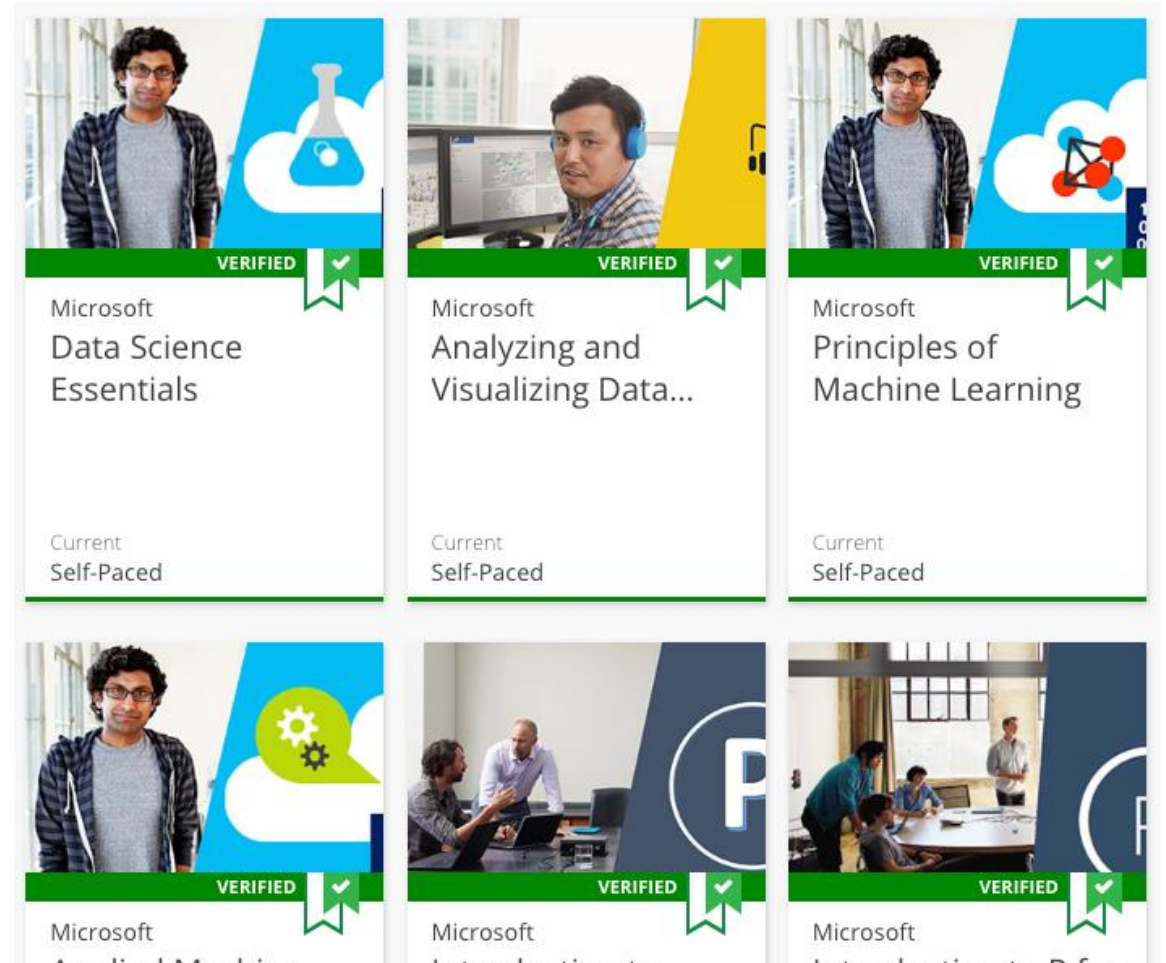 VERIFIED
Microsoft
Data Science
Essentials
Current
Self-Paced
VERIFIED
Microsoft
Analyzing and
Visualizing Data...
Current
Self-Paced
VERIFIED
Microsoft
Principles of
Machine Learning
Current
Self-Paced
VERIFIED
Microsoft
P
VERIFIED
Microsoft
VERIFIED
Microsoft